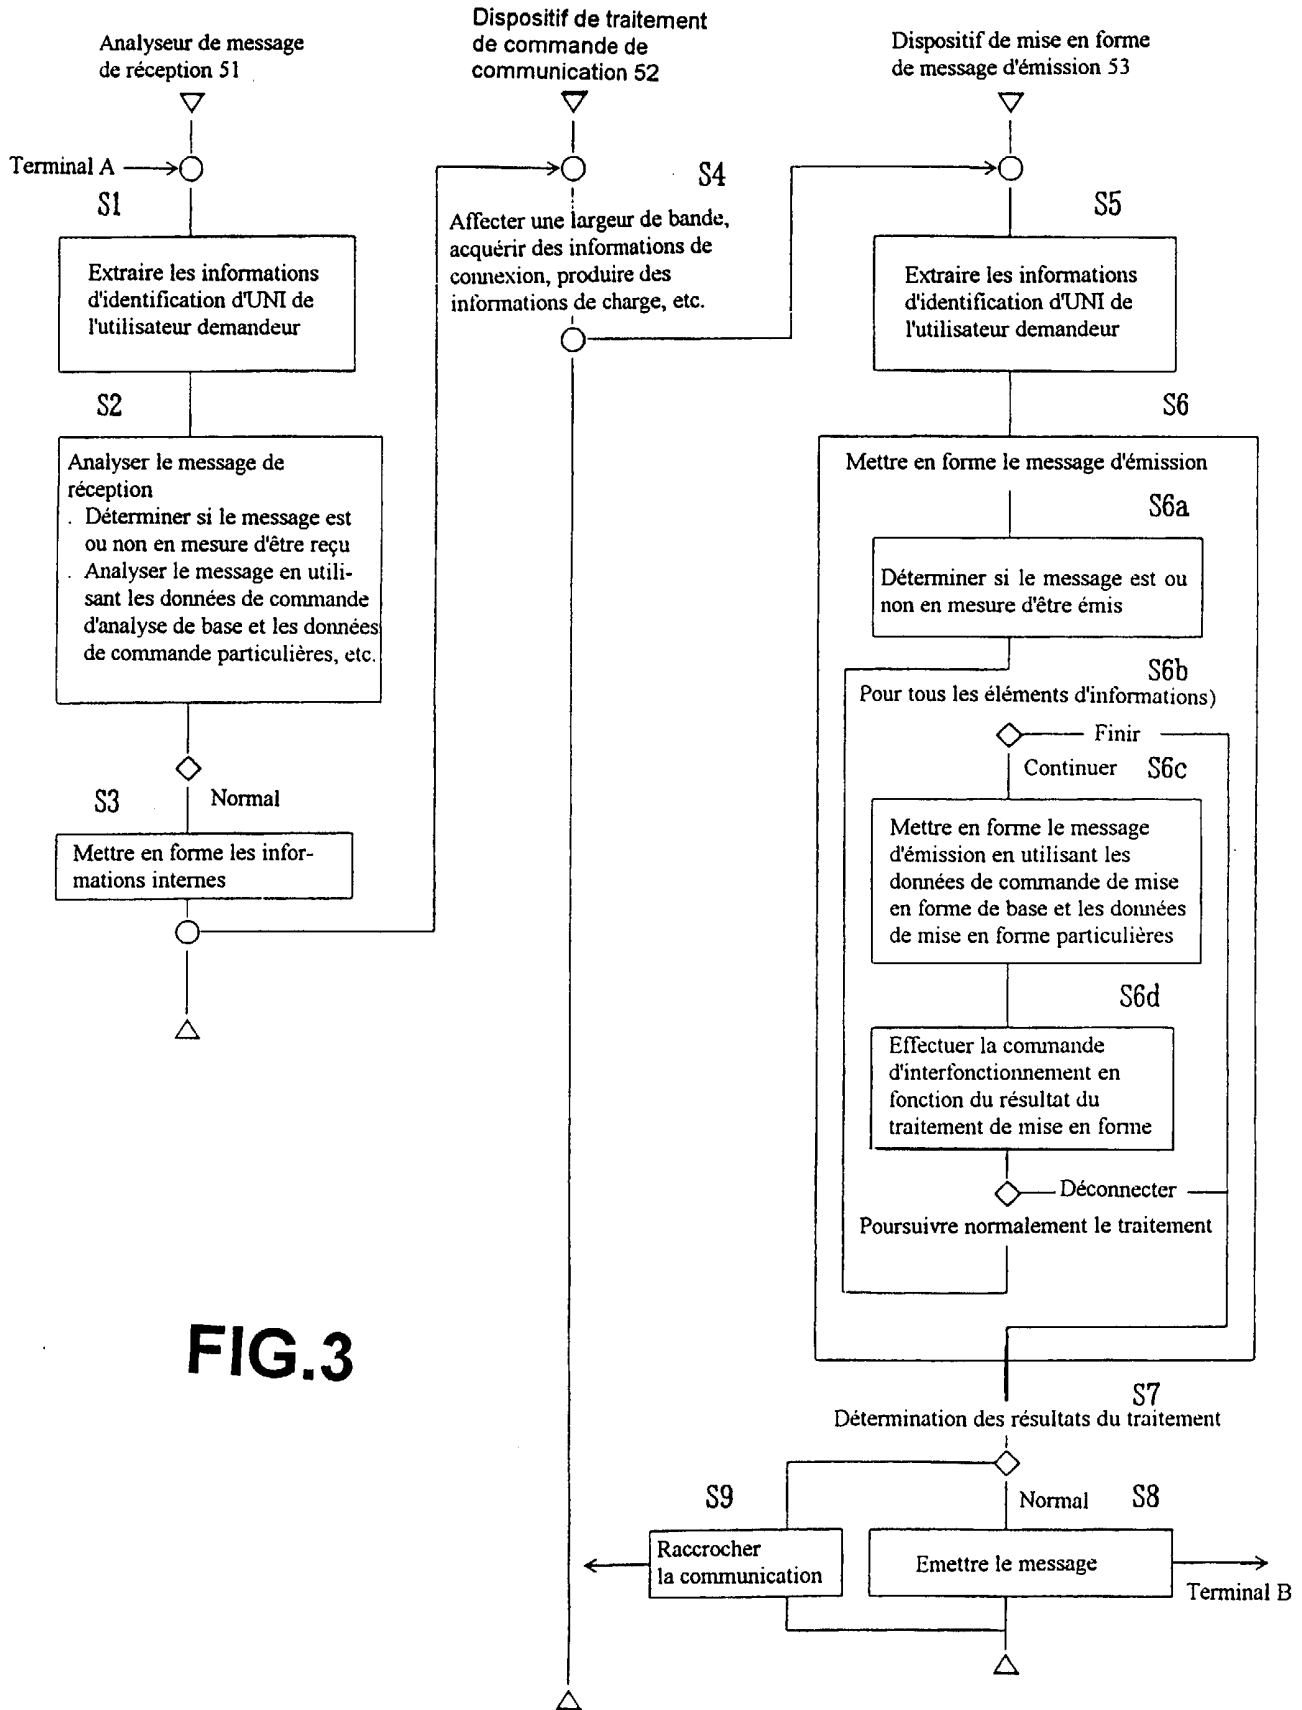 Analyseur de message
de réception 51
Terminal A
S1
Extraire les informations
d'identification d'UNI de
l'utilisateur demandeur
S2
Analyser le message de
réception
. Déterminer si le message est
ou non en mesure d'être reçu
. Analyser le message en utili-
sant les données de commande
d'analyse de base et les données
de commande particulières, etc.
S3
Normal
Mettre en forme les infor-
mations internes
Dispositif de traitement
de commande de
communication 52
S4
Affecter une largeur de bande,
acquérir des informations de
connexion, produire des
informations de charge, etc.
Dispositif de mise en forme
de message d'émission 53
S5
Extraire les informations
d'identification d'UNI de
l'utilisateur demandeur
S6
Mettre en forme le message d'émission
S6a
Déterminer si le message est ou
non en mesure d'être émis
S6b
Pour tous les éléments d'informations)
Finir
Continuer
S6c
Mettre en forme le message
d'émission en utilisant les
données de commande de mise
en forme de base et les données
de mise en forme particulières
S6d
Effectuer la commande
d'interfonctionnement en
fonction du résultat du
traitement de mise en forme
Déconnecter
Poursuivre normalement le traitement
S7
Détermination des résultats du traitement
S9
Normal
S8
Raccrocher
la communication
Emettre le message
Terminal B
FIG.3